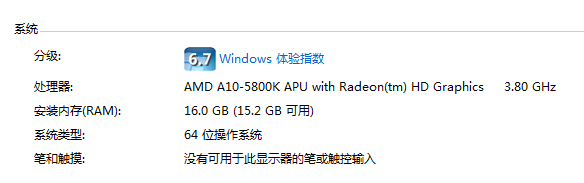 系统
分级: 6.7 Windows 体验指数
处理器: AMD A10-5800K APU with Radeon(tm) HD Graphics 3.80 GHz
安装内存(RAM): 16.0 GB (15.2 GB 可用)
系统类型: 64 位操作系统
笔和触摸: 没有可用于此显示器的笔或触控输入